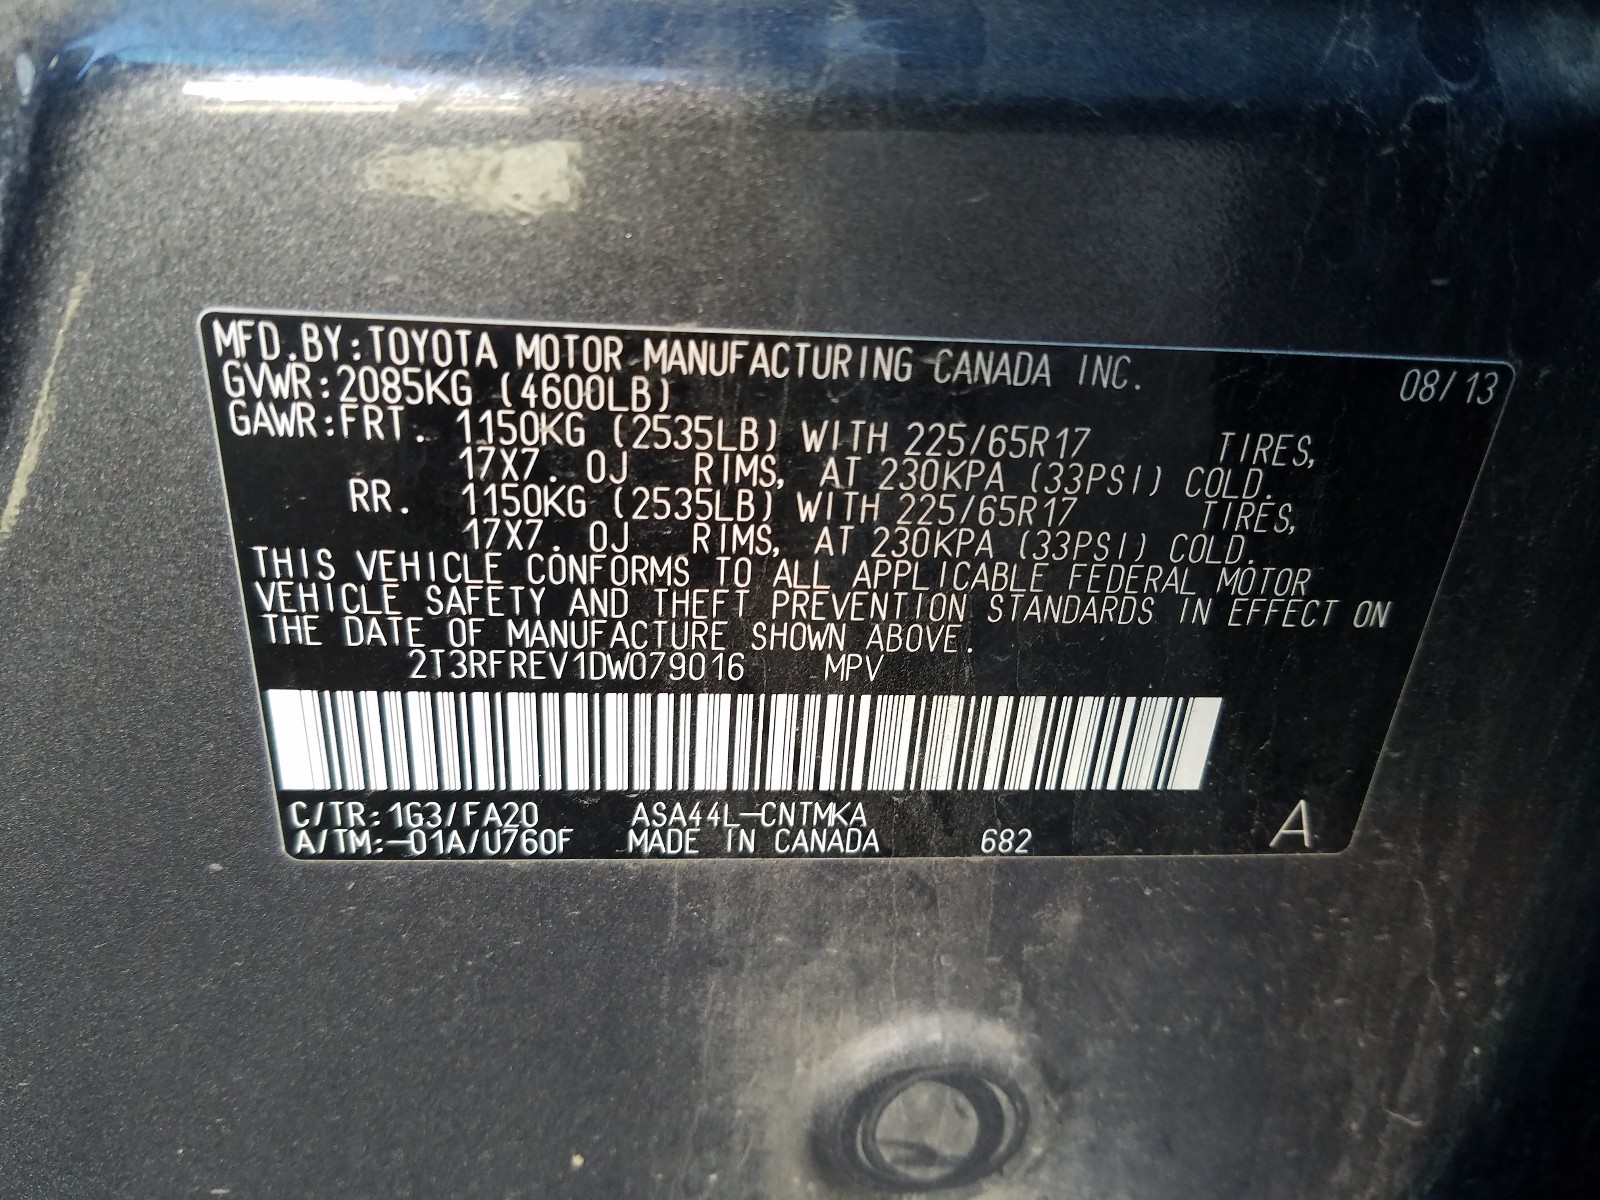 MFD.BY:TOYOTA MOTOR MANUFACTURING CANADA INC. 08/13
GVWR:2085KG (4600LB)
GAWR:FRT. 1150KG (2535LB) WITH 225/65R17 TIRES,
17X7.0J RIMS, AT 230KPA (33PSI) COLD.
RR. 1150KG (2535LB) WITH 225/65R17 TIRES,
17X7.0J RIMS, AT 230KPA (33PSI) COLD.
THIS VEHICLE CONFORMS TO ALL APPLICABLE FEDERAL MOTOR
VEHICLE SAFETY AND THEFT PREVENTION STANDARDS IN EFFECT ON
THE DATE OF MANUFACTURE SHOWN ABOVE.
2T3RFREV1DW079016 MPV
C/TR:1G3/FA20 ASA44L-CNTMKA
A/TM:-01A/U760F MADE IN CANADA 682 A